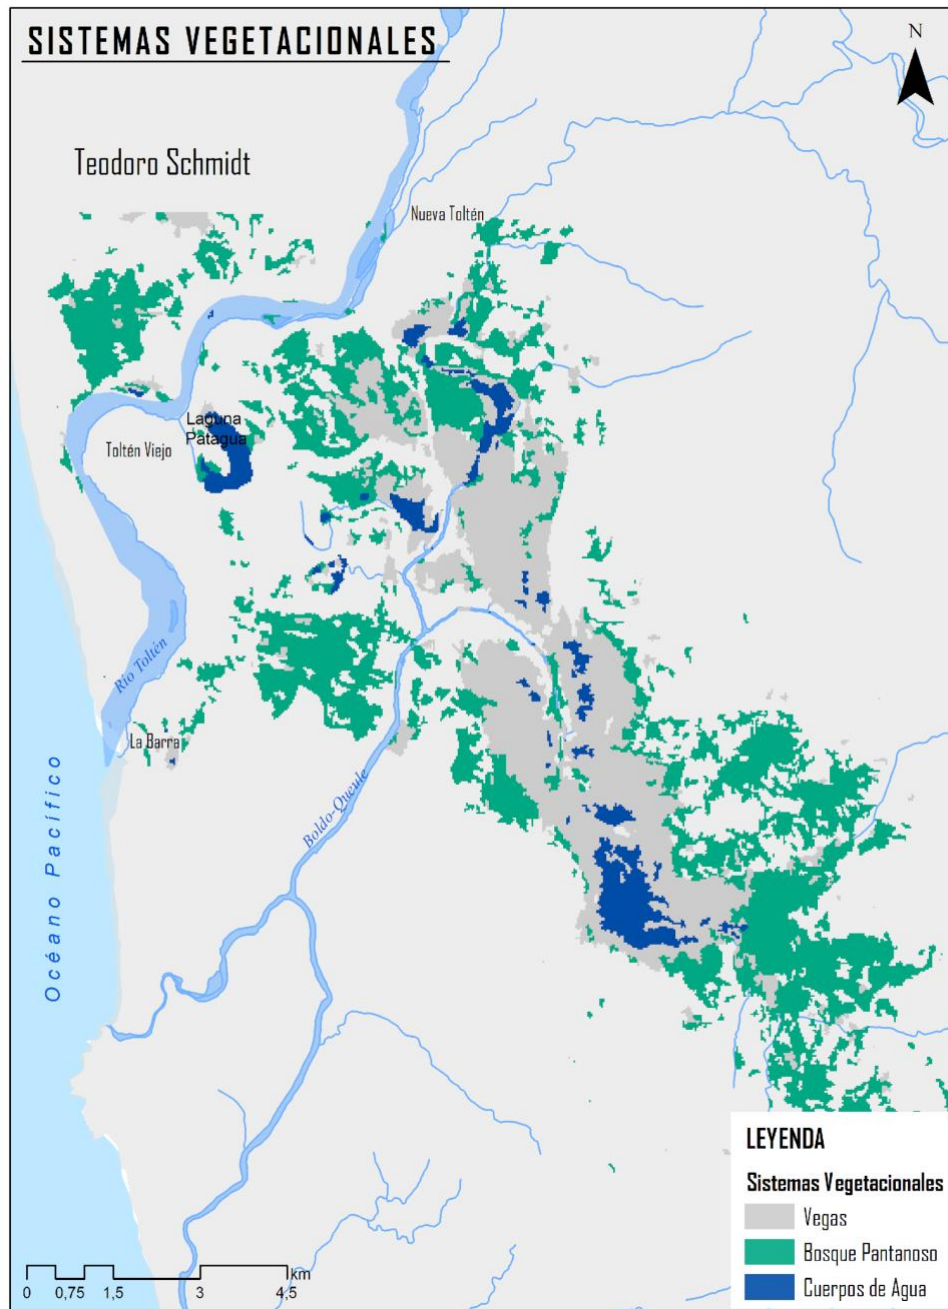 SISTEMAS VEGETACIONALES
N
Teodoro Schmidt
Nueva Toltén
Laguna
Patagua
Toltén Viejo
Río Toltén
La Barra
Boldo-Queule
Océano Pacífico
LEYENDA
Sistemas Vegetacionales
Vegas
Bosque Pantanoso
Cuerpos de Agua
km
0 0,75 1,5 3 4,5